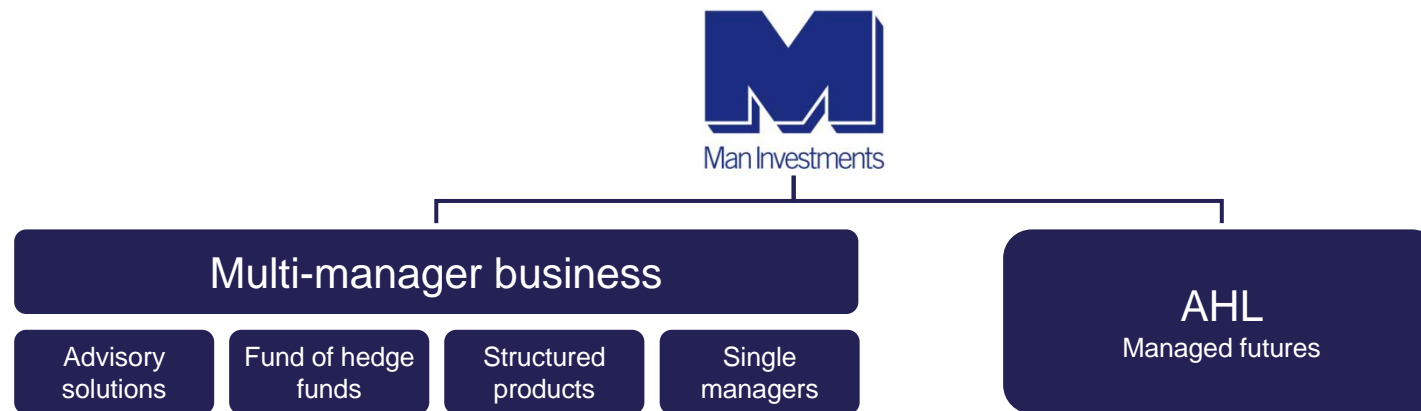 Man Investments
Multi-manager business
AHL
Managed futures
Advisory
solutions
Fund of hedge
funds
Structured
products
Single
managers